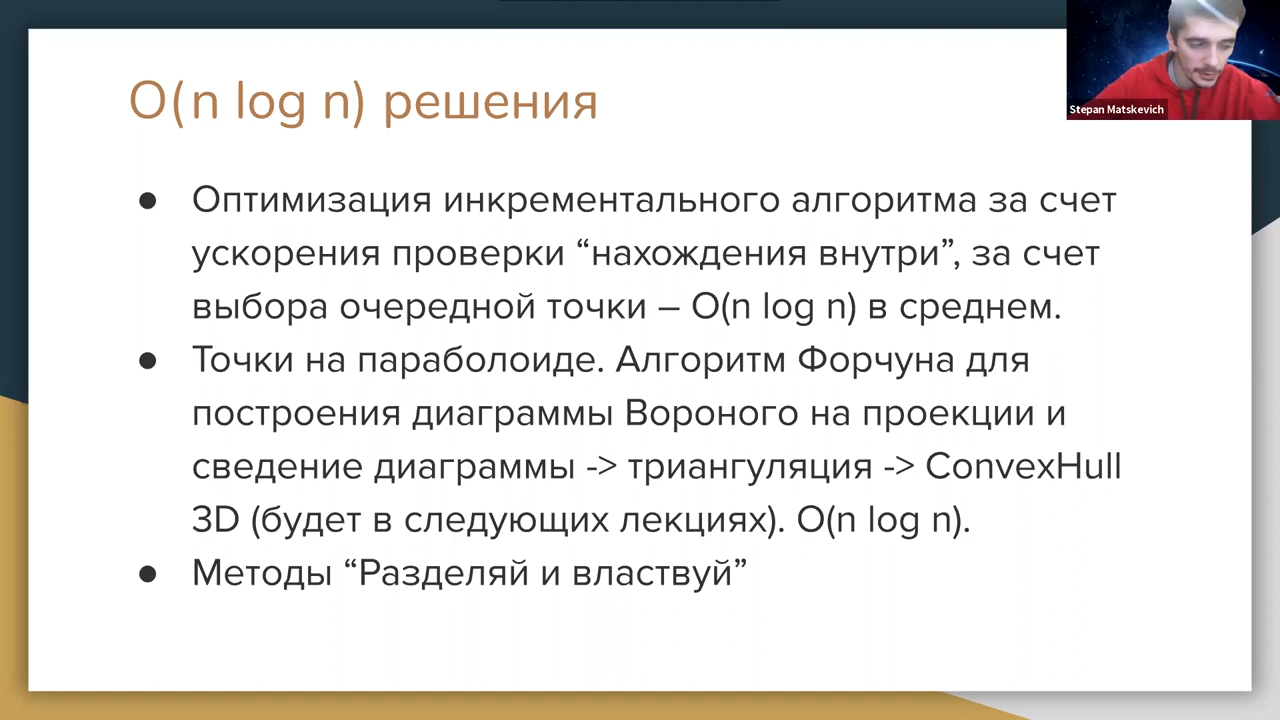 O(n log n) решения
Stepan Matskevich
● Оптимизация инкрементального алгоритма за счет
ускорения проверки “нахождения внутри”, за счет
выбора очередной точки – O(n log n) в среднем.
● Точки на параболоиде. Алгоритм Форчуна для
построения диаграммы Вороного на проекции и
сведение диаграммы -> триангуляция -> ConvexHull
3D (будет в следующих лекциях). O(n log n).
● Методы “Разделяй и властвуй”